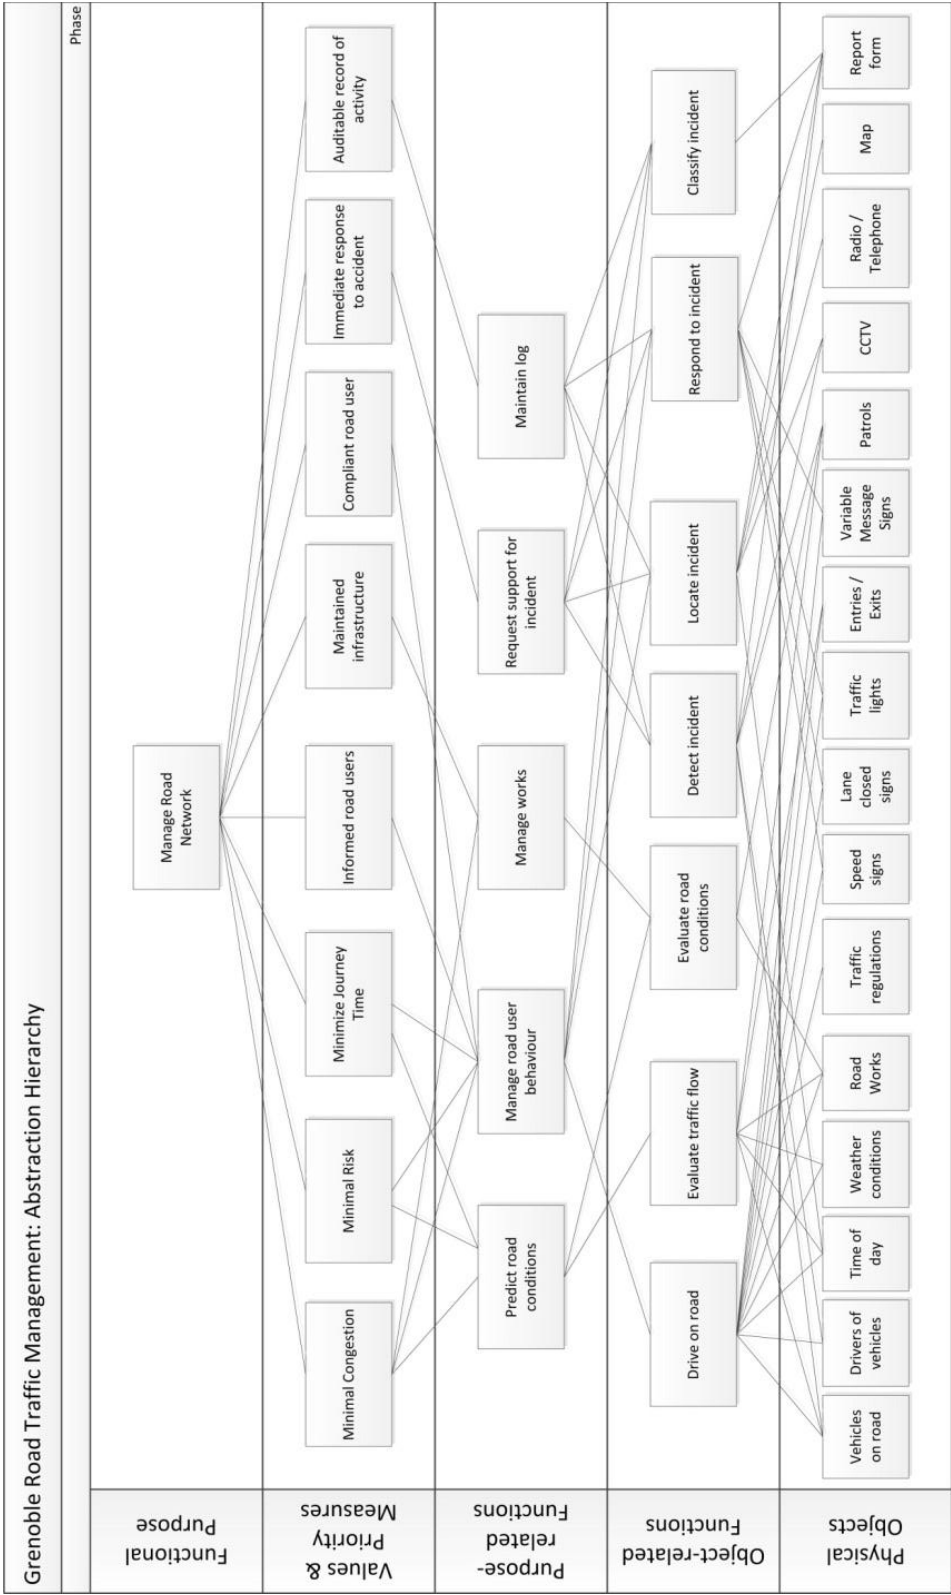 Grenoble Road Traffic Management: Abstraction Hierarchy
Phase
Functional
Purpose
Manage Road
Network
Values &
Priority
Measures
Minimal Congestion
Minimal Risk
Minimize Journey
Time
Informed road users
Maintained
infrastructure
Compliant road user
Immediate response
to accident
Auditable record of
activity
Purpose-
related
Functions
Predict road
conditions
Manage road user
behaviour
Manage works
Request support for
incident
Maintain log
Object-related
Functions
Drive on road
Evaluate traffic flow
Evaluate road
conditions
Detect incident
Locate incident
Respond to incident
Classify incident
Physical
Objects
Vehicles
on road
Drivers of
vehicles
Time of
day
Weather
conditions
Road
Works
Traffic
regulations
Speed
signs
Lane
closed
signs
Traffic
lights
Entries /
Exits
Variable
Message
Signs
Patrols
CCTV
Radio /
Telephone
Map
Report
form